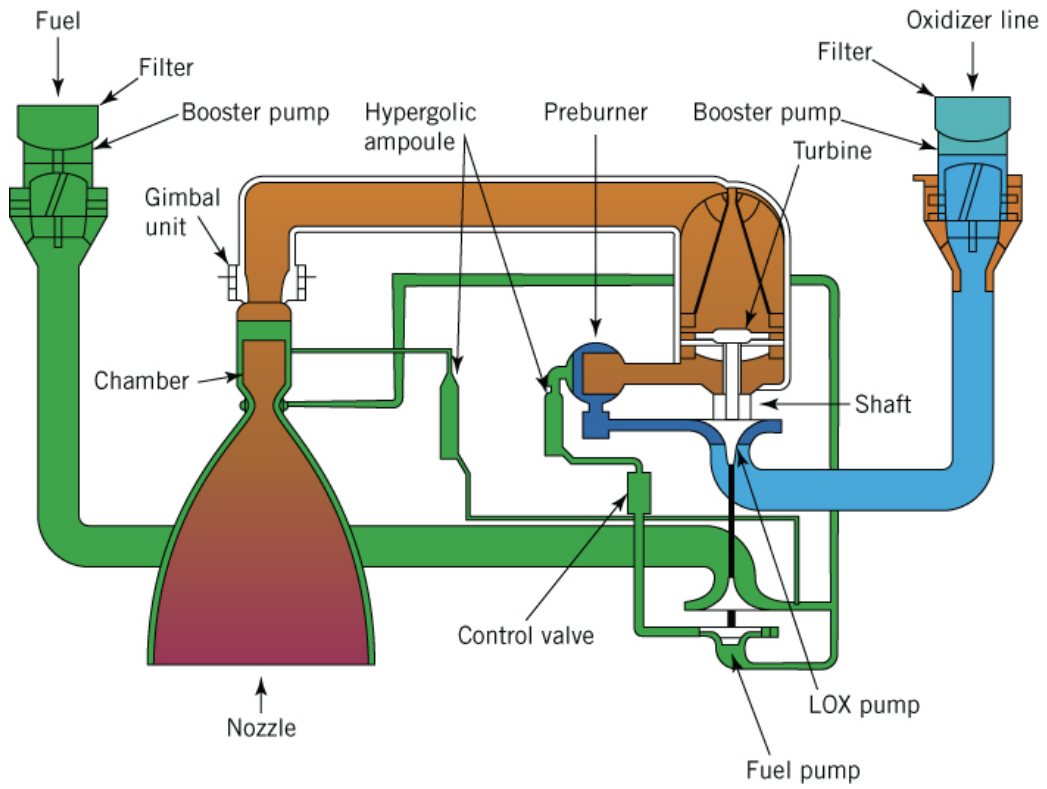 Fuel
Oxidizer line
Filter
Filter
Booster pump
Hypergolic
ampoule
Preburner
Booster pump
Turbine
Gimbal
unit
Chamber
Shaft
Control valve
LOX pump
Nozzle
Fuel pump